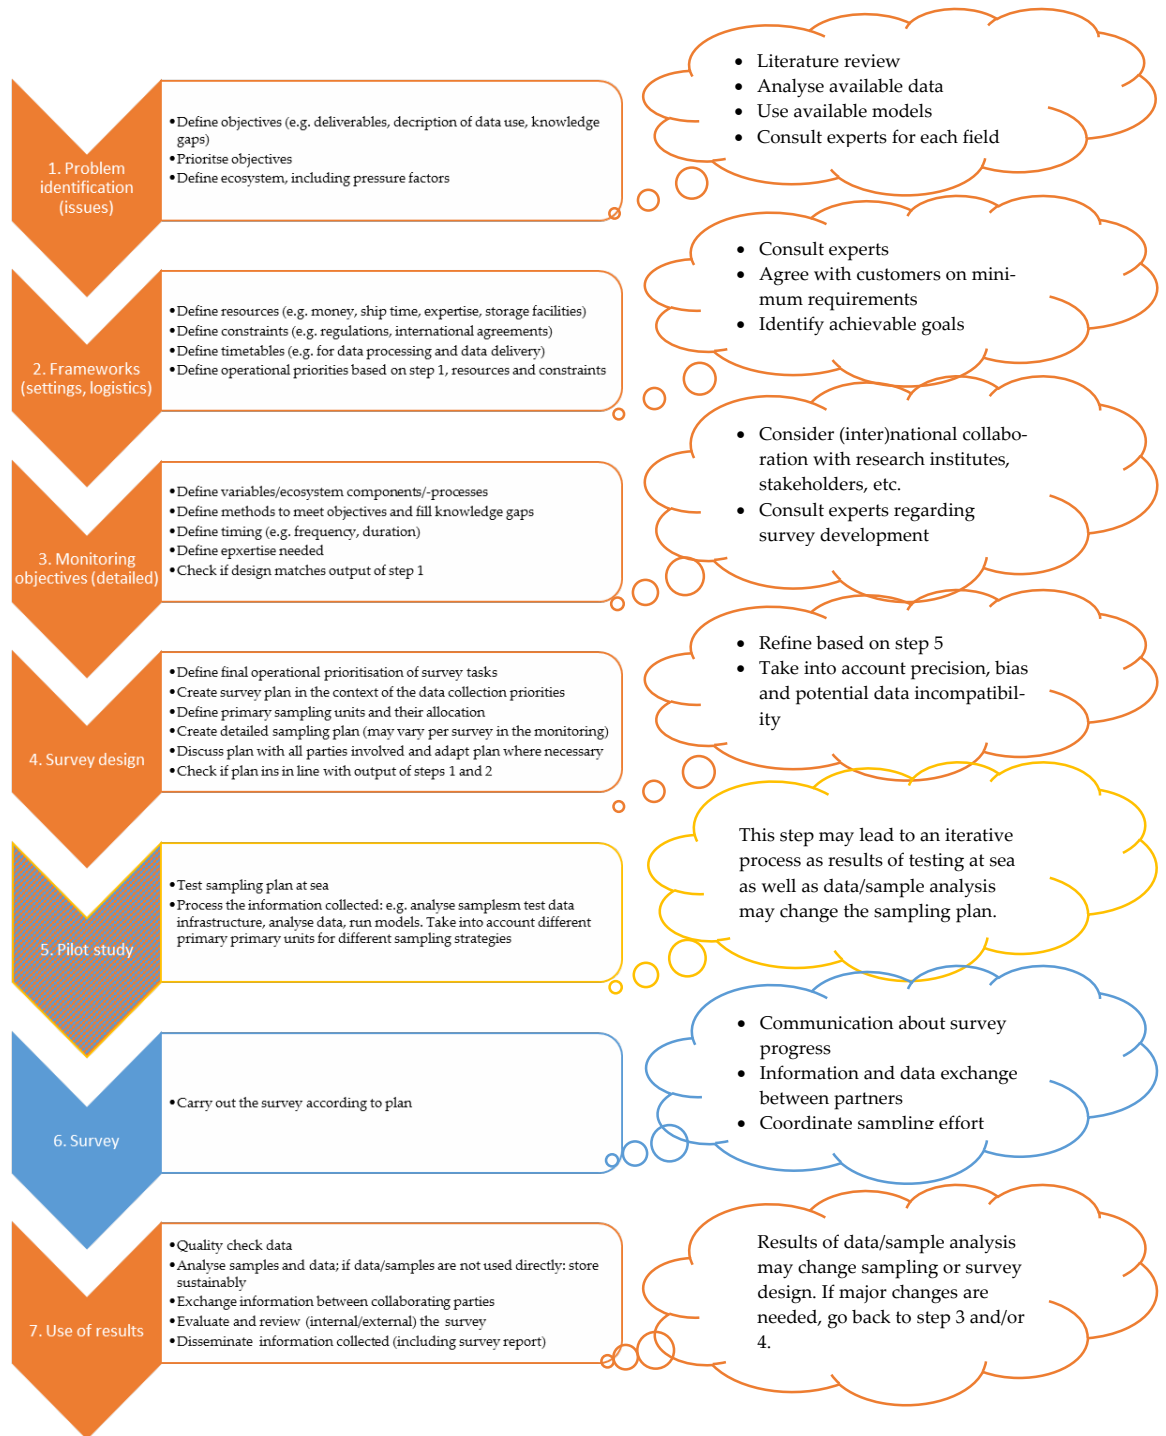 1. Problem
identification
(issues)
•Define objectives (e.g. deliverables, decription of data use, knowledge
gaps)
•Prioritse objectives
•Define ecosystem, including pressure factors
• Literature review
• Analyse available data
• Use available models
• Consult experts for each field
2. Frameworks
(settings, logistics)
•Define resources (e.g. money, ship time, expertise, storage facilities)
•Define constraints (e.g. regulations, international agreements)
•Define timetables (e.g. for data processing and data delivery)
•Define operational priorities based on step 1, resources and constraints
• Consult experts
• Agree with customers on mini-
mum requirements
• Identify achievable goals
3. Monitoring
objectives (detailed)
•Define variables/ecosystem components/-processes
•Define methods to meet objectives and fill knowledge gaps
•Define timing (e.g. frequency, duration)
•Define epxertise needed
•Check if design matches output of step 1
• Consider (inter)national collabo-
ration with research institutes,
stakeholders, etc.
• Consult experts regarding
survey development
4. Survey design
•Define final operational prioritisation of survey tasks
•Create survey plan in the context of the data collection priorities
•Define primary sampling units and their allocation
•Create detailed sampling plan (may vary per survey in the monitoring)
•Discuss plan with all parties involved and adapt plan where necessary
•Check if plan ins in line with output of steps 1 and 2
• Refine based on step 5
• Take into account precision, bias
and potential data incompatibil-
ity
5. Pilot study
•Test sampling plan at sea
•Process the information collected: e.g. analyse samplesm test data
infrastructure, analyse data, run models. Take into account different
primary primary units for different sampling strategies
This step may lead to an iterative
process as results of testing at sea
as well as data/sample analysis
may change the sampling plan.
6. Survey
•Carry out the survey according to plan
• Communication about survey
progress
• Information and data exchange
between partners
• Coordinate sampling effort
7. Use of results
•Quality check data
•Analyse samples and data; if data/samples are not used directly: store
sustainably
•Exchange information between collaborating parties
•Evaluate and review (internal/external) the survey
•Disseminate information collected (including survey report)
Results of data/sample analysis
may change sampling or survey
design. If major changes are
needed, go back to step 3 and/or
4.